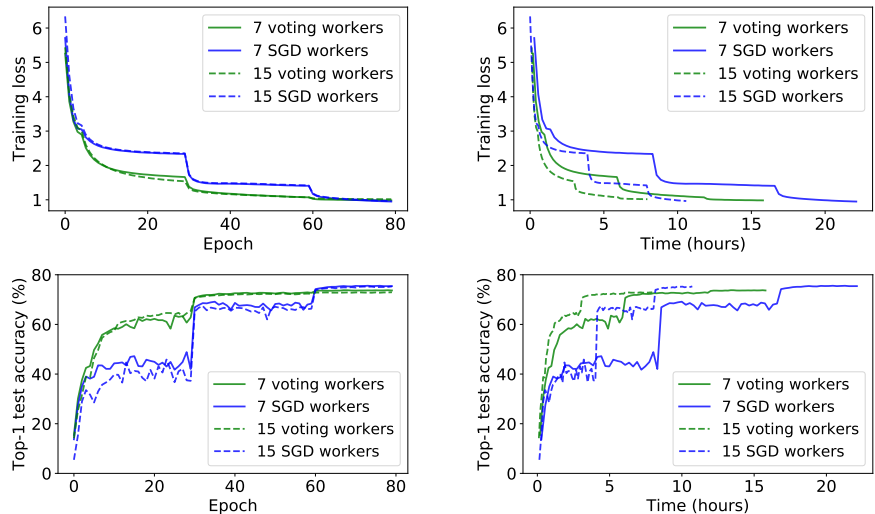 Training loss
6
5
4
3
2
1
7 voting workers
7 SGD workers
15 voting workers
15 SGD workers
0 20 40 60 80
Epoch
Training loss
6
5
4
3
2
1
7 voting workers
7 SGD workers
15 voting workers
15 SGD workers
0 5 10 15 20
Time (hours)
Top-1 test accuracy (%)
80
60
40
20
0
7 voting workers
7 SGD workers
15 voting workers
15 SGD workers
0 20 40 60 80
Epoch
Top-1 test accuracy (%)
80
60
40
20
0
7 voting workers
7 SGD workers
15 voting workers
15 SGD workers
0 5 10 15 20
Time (hours)